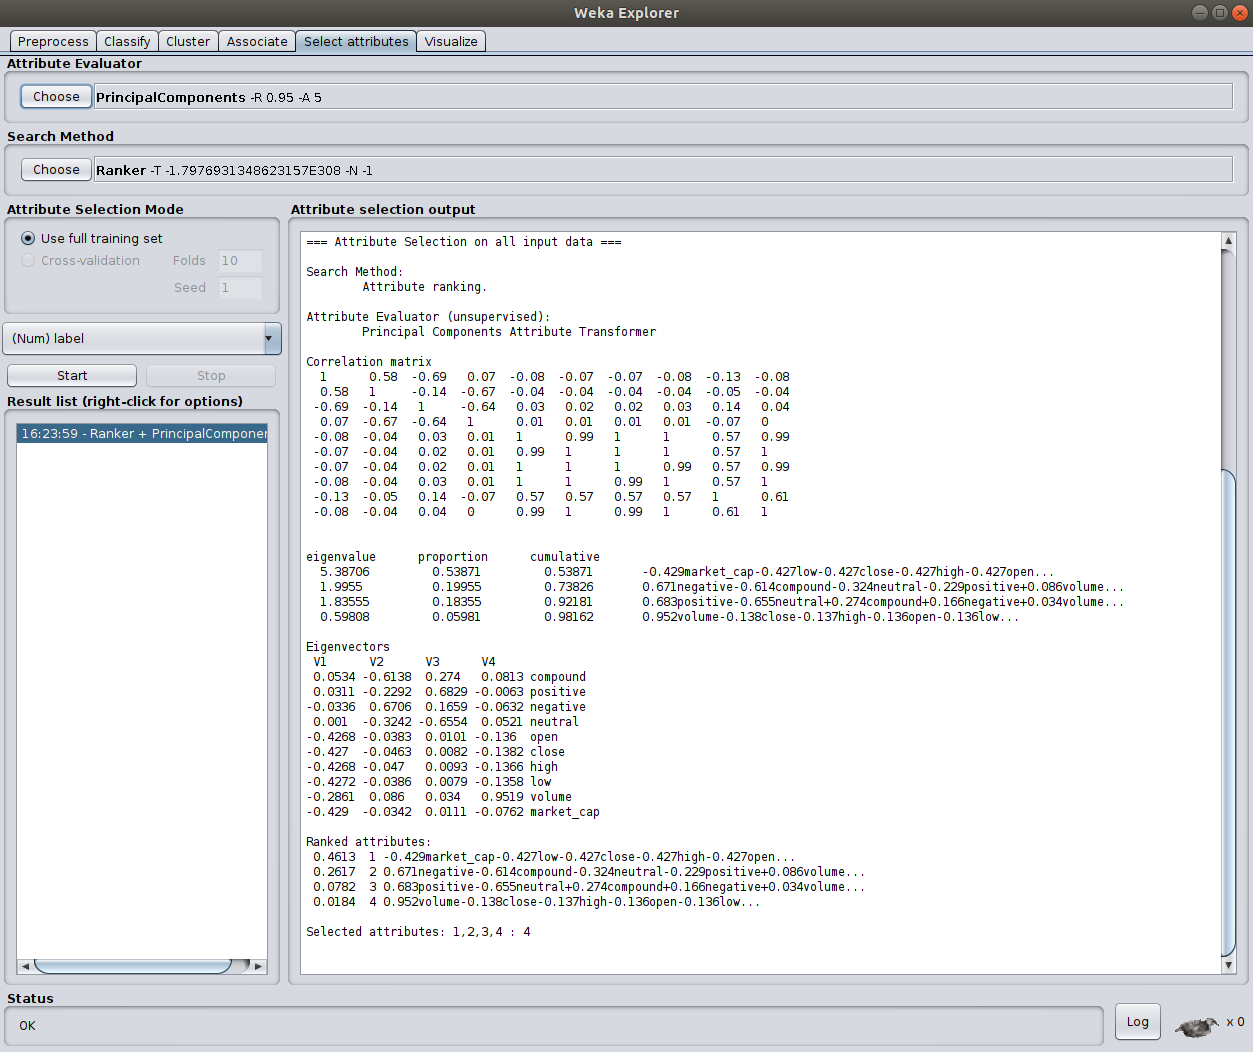 Weka Explorer
Preprocess Classify Cluster Associate Select attributes Visualize
Attribute Evaluator
Choose PrincipalComponents -R 0.95 -A 5
Search Method
Choose Ranker -T -1.7976931348623157E308 -N -1
Attribute Selection Mode
Use full training set
Cross-validation Folds 10
Seed 1
(Num) label
Start Stop
Result list (right-click for options)
16:23:59 - Ranker + PrincipalComponen
Attribute selection output
=== Attribute Selection on all input data ===
Search Method:
Attribute ranking.
Attribute Evaluator (unsupervised):
Principal Components Attribute Transformer
Correlation matrix
1 0.58 -0.69 0.07 -0.08 -0.07 -0.07 -0.08 -0.13 -0.08
0.58 1 -0.14 -0.67 -0.04 -0.04 -0.04 -0.04 -0.05 -0.04
-0.69 -0.14 1 -0.64 0.03 0.02 0.02 0.03 0.14 0.04
0.07 -0.67 -0.64 1 0.01 0.01 0.01 0.01 -0.07 0
-0.08 -0.04 0.03 0.01 1 0.99 1 1 0.57 0.99
-0.07 -0.04 0.02 0.01 0.99 1 1 1 0.57 1
-0.07 -0.04 0.02 0.01 1 1 1 0.99 0.57 0.99
-0.08 -0.04 0.03 0.01 1 1 0.99 1 0.57 1
-0.13 -0.05 0.14 -0.07 0.57 0.57 0.57 0.57 1 0.61
-0.08 -0.04 0.04 0 0.99 1 0.99 1 0.61 1
eigenvalue proportion cumulative
5.38706 0.53871 0.53871 -0.429market_cap-0.427low-0.427close-0.427high-0.427open...
1.9955 0.19955 0.73826 0.671negative-0.614compound-0.324neutral-0.229positive+0.086volume...
1.83555 0.18355 0.92181 0.683positive-0.655neutral+0.274compound+0.166negative+0.034volume...
0.59808 0.05981 0.98162 0.952volume-0.138close-0.137high-0.136open-0.136low...
Eigenvectors
V1 V2 V3 V4
0.0534 -0.6138 0.274 0.0813 compound
0.0311 -0.2292 0.6829 -0.0063 positive
-0.0336 0.6706 0.1659 -0.0632 negative
0.001 -0.3242 -0.6554 0.0521 neutral
-0.4268 -0.0383 0.0101 -0.136 open
-0.427 -0.0463 0.0082 -0.1382 close
-0.4268 -0.047 0.0093 -0.1366 high
-0.4272 -0.0386 0.0079 -0.1358 low
-0.2861 0.086 0.034 0.9519 volume
-0.429 -0.0342 0.0111 -0.0762 market_cap
Ranked attributes:
0.4613 1 -0.429market_cap-0.427low-0.427close-0.427high-0.427open...
0.2617 2 0.671negative-0.614compound-0.324neutral-0.229positive+0.086volume...
0.0782 3 0.683positive-0.655neutral+0.274compound+0.166negative+0.034volume...
0.0184 4 0.952volume-0.138close-0.137high-0.136open-0.136low...
Selected attributes: 1,2,3,4 : 4
Status
OK
Log
x 0